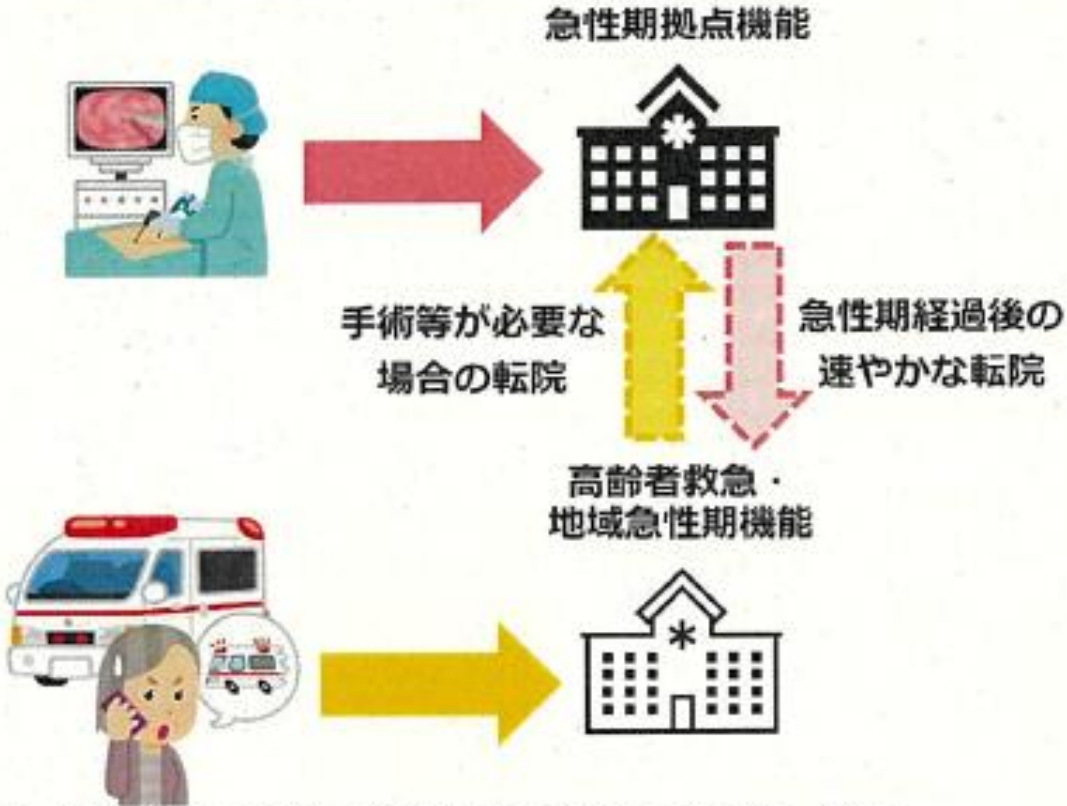 急性期拠点機能
手術等が必要な
場合の転院
急性期経過後の
速やかな転院
高齢者救急・
地域急性期機能